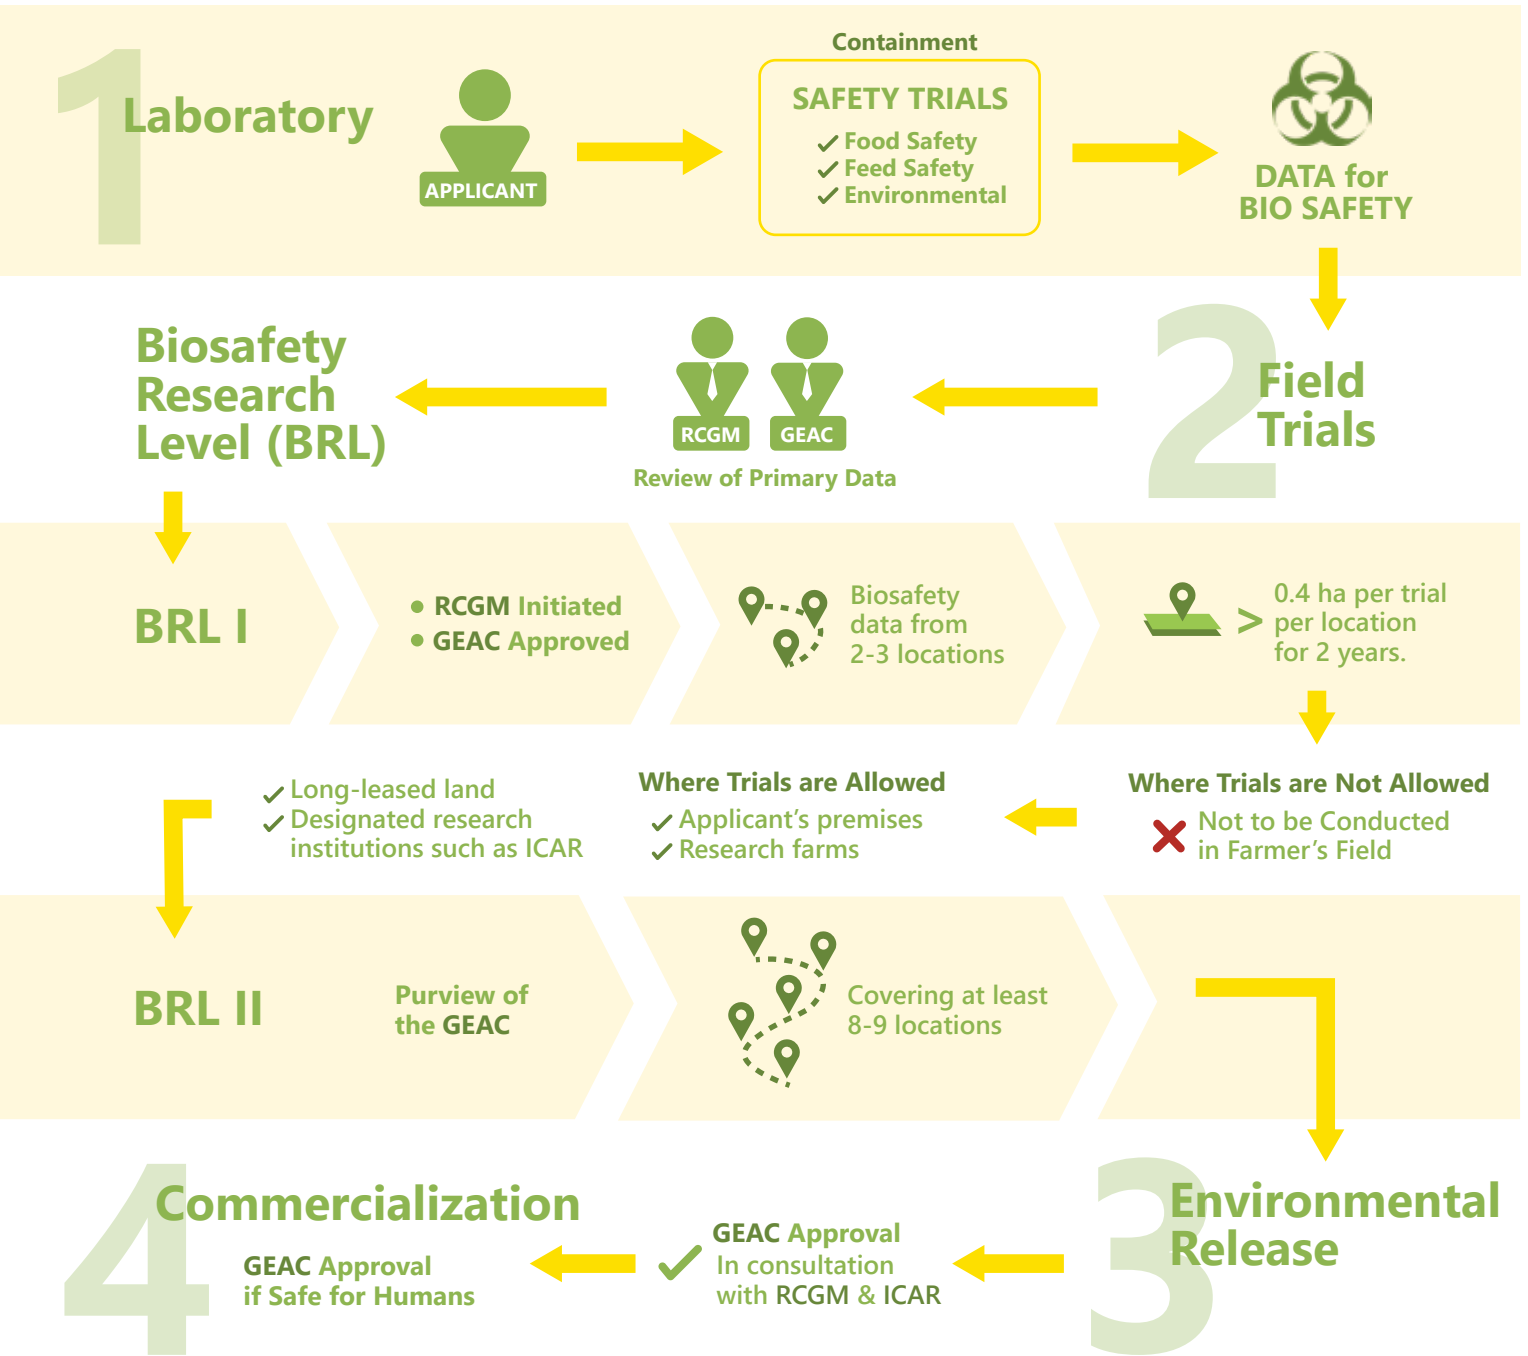 1
Laboratory
APPLICANT
Containment
SAFETY TRIALS
Food Safety
Feed Safety
Environmental
DATA for
BIO SAFETY
2
Field
Trials
RCGM
GEAC
Review of Primary Data
Biosafety
Research
Level (BRL)
BRL I
RCGM Initiated
GEAC Approved
Biosafety
data from
2-3 locations
>
0.4 ha per trial
per location
for 2 years.
Where Trials are Not Allowed
Not to be Conducted
in Farmer’s Field
Where Trials are Allowed
Applicant’s premises
Research farms
Long-leased land
Designated research
institutions such as ICAR
BRL II
Purview of
the GEAC
Covering at least
8-9 locations
3
Environmental
Release
GEAC Approval
In consultation
with RCGM & ICAR
4
Commercialization
GEAC Approval
if Safe for Humans